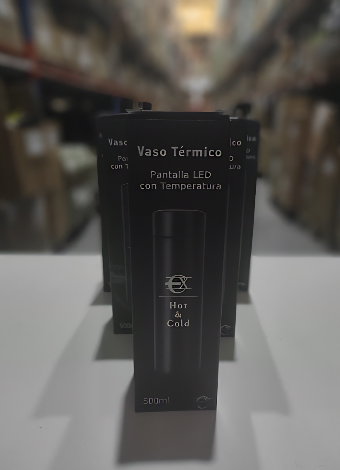 Vaso Térmico
Pantalla LED
con Temperatura
Hot
&
Cold
500ml